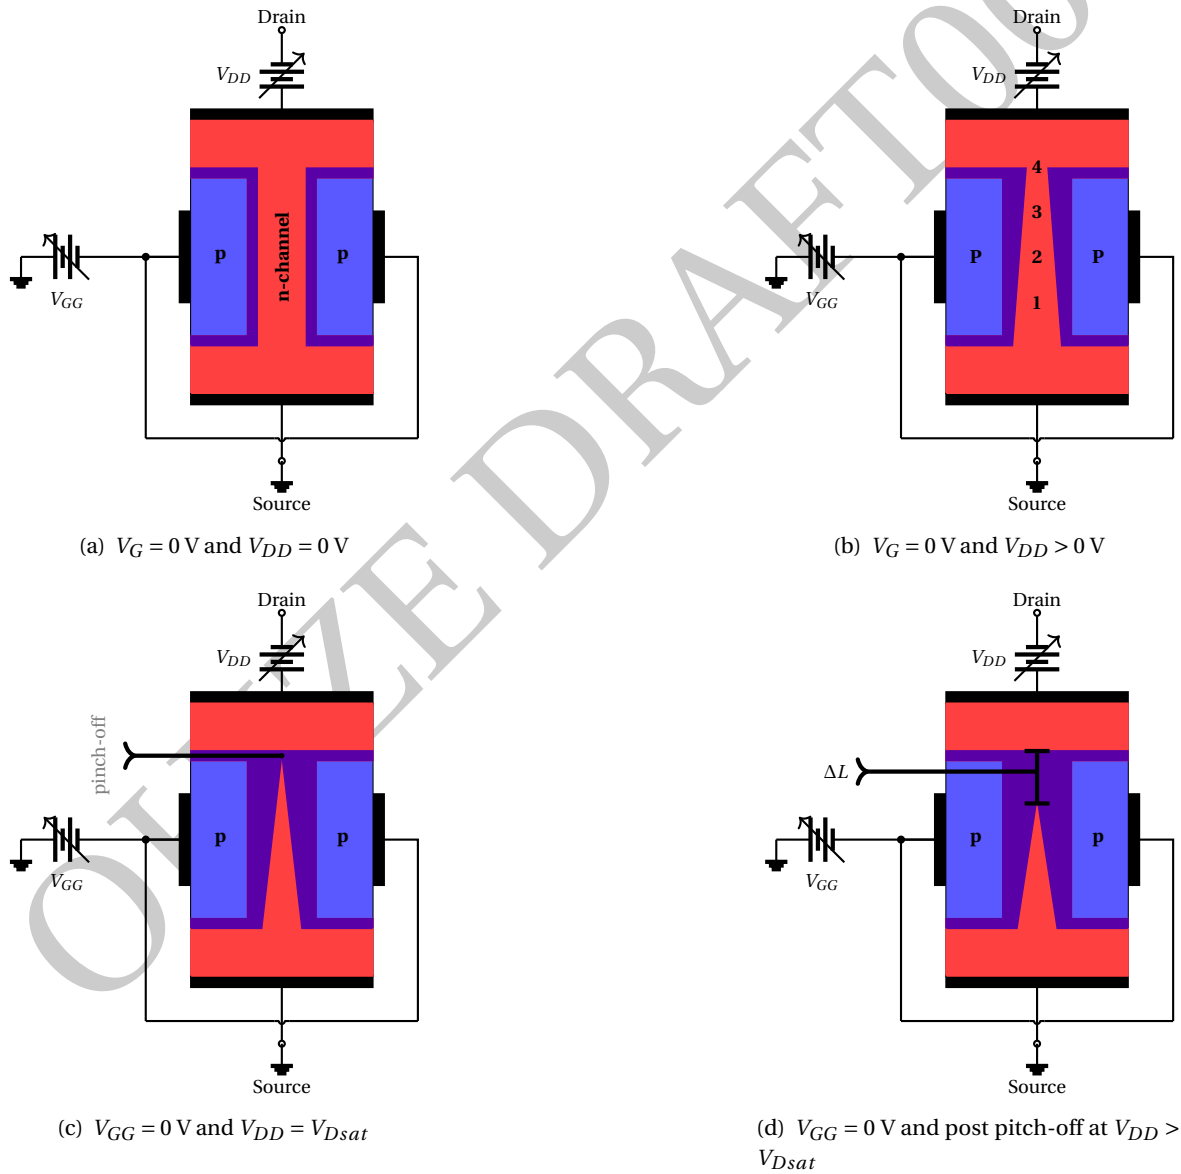 Drain
V_DD
p
n-channel
p
V_GG
Source
(a) V_G = 0 V and V_DD = 0 V
Drain
V_DD
4
3
P
2
P
1
V_GG
Source
(b) V_G = 0 V and V_DD > 0 V
Drain
V_DD
pinch-off
p
p
V_GG
Source
(c) V_GG = 0 V and V_DD = V_Dsat
Drain
V_DD
ΔL
p
p
V_GG
Source
(d) V_GG = 0 V and post pitch-off at V_DD >
V_Dsat
DRAFT00